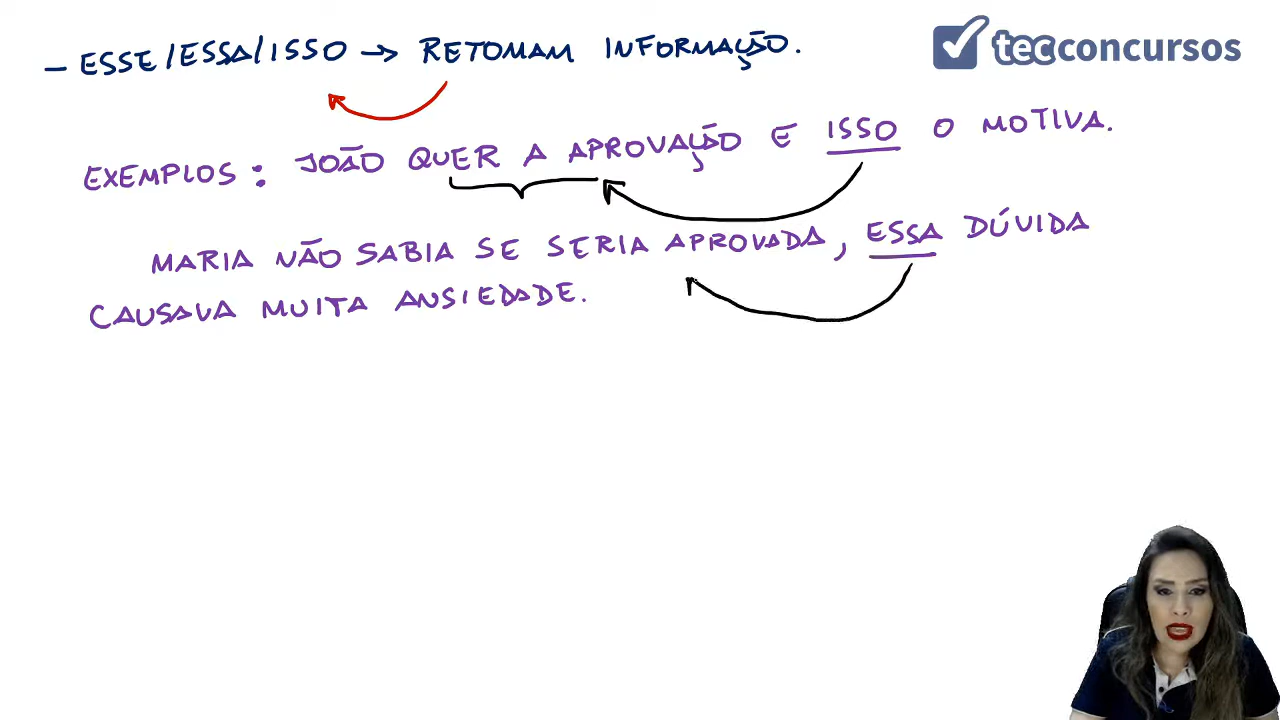 – ESSE/ESSA/ISSO → RETOMAM INFORMAÇÃO.
tecconcursos
EXEMPLOS: JOÃO QUER A APROVAÇÃO E ISSO O MOTIVA.
MARIA NÃO SABIA SE SERIA APROVADA, ESSA DÚVIDA
CAUSAVA MUITA ANSIEDADE.